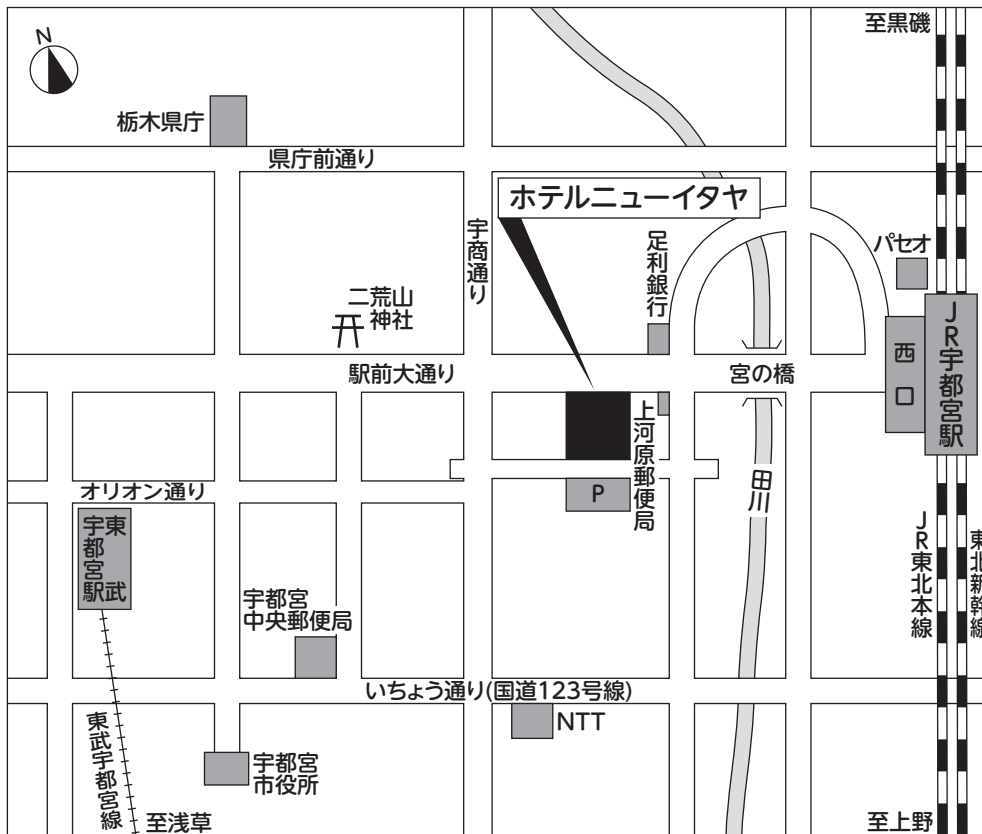 至黒磯
N
栃木県庁
県庁前通り
ホテルニューイタヤ
宇商通り
足利銀行
パセオ
二荒山
神社
JR宇都宮駅
西口
駅前大通り
宮の橋
上河原郵便局
P
田川
オリオン通り
東武
宇都宮駅
JR東北本線
東北新幹線
宇都宮
中央郵便局
いちょう通り(国道123号線)
NTT
東武宇都宮線
宇都宮
市役所
至浅草
至上野